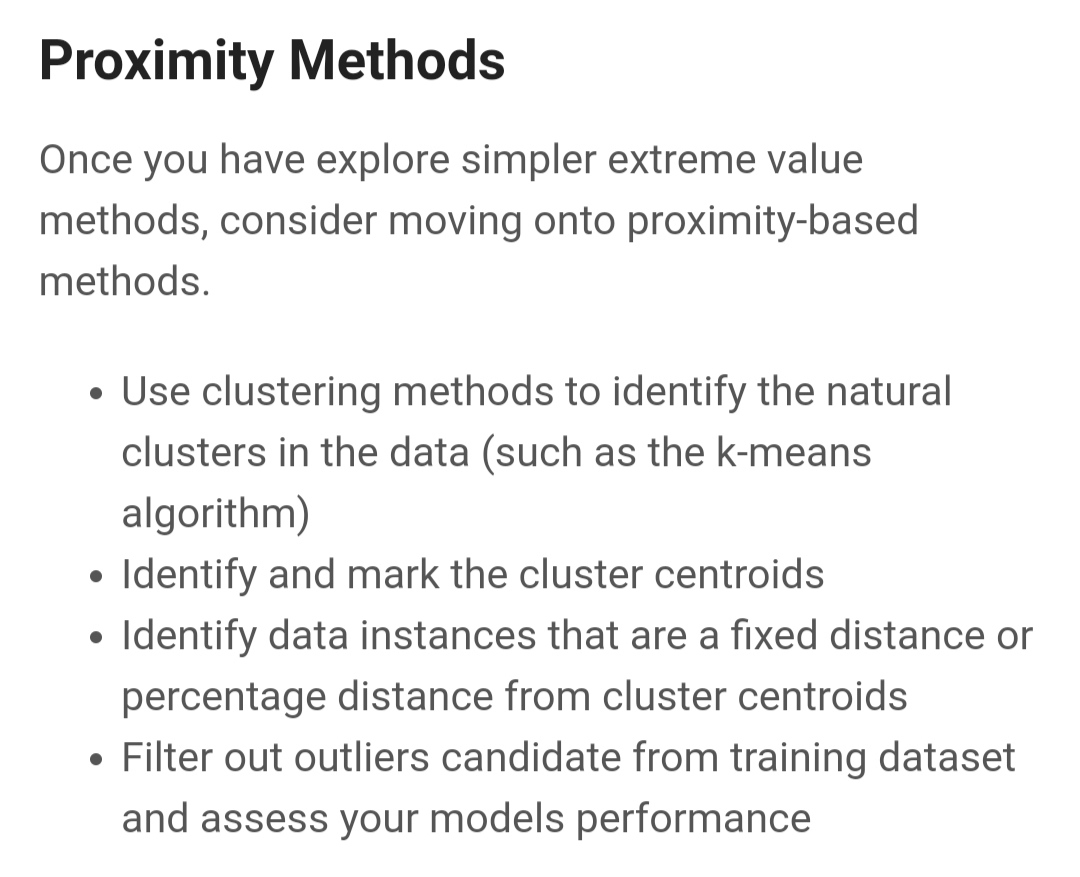 Proximity Methods
Once you have explore simpler extreme value
methods, consider moving onto proximity-based
methods.
• Use clustering methods to identify the natural
clusters in the data (such as the k-means
algorithm)
• Identify and mark the cluster centroids
• Identify data instances that are a fixed distance or
percentage distance from cluster centroids
• Filter out outliers candidate from training dataset
and assess your models performance